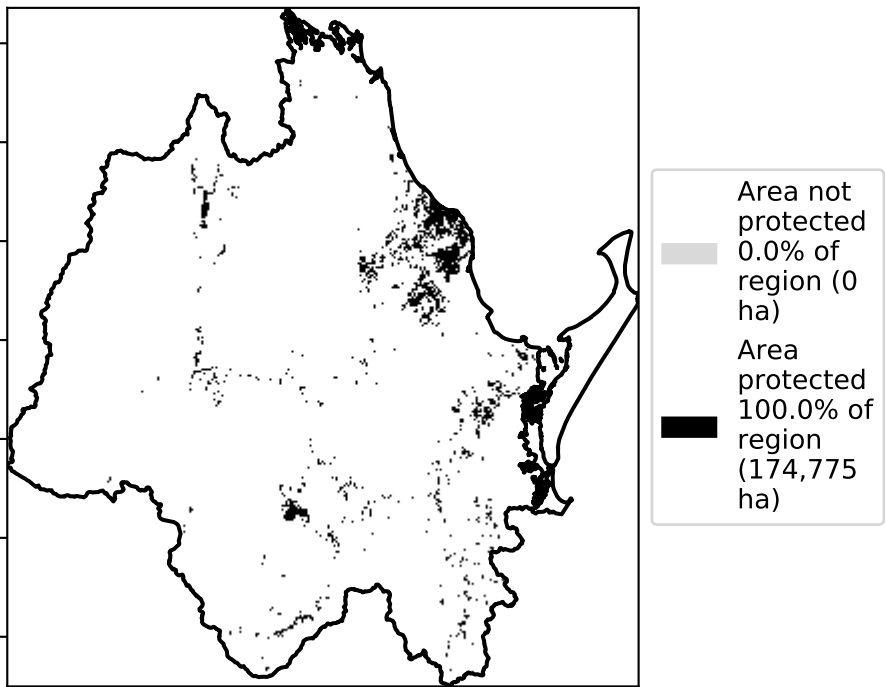 Area not
protected
0.0% of
region (0
ha)
Area
protected
100.0% of
region
(174,775
ha)